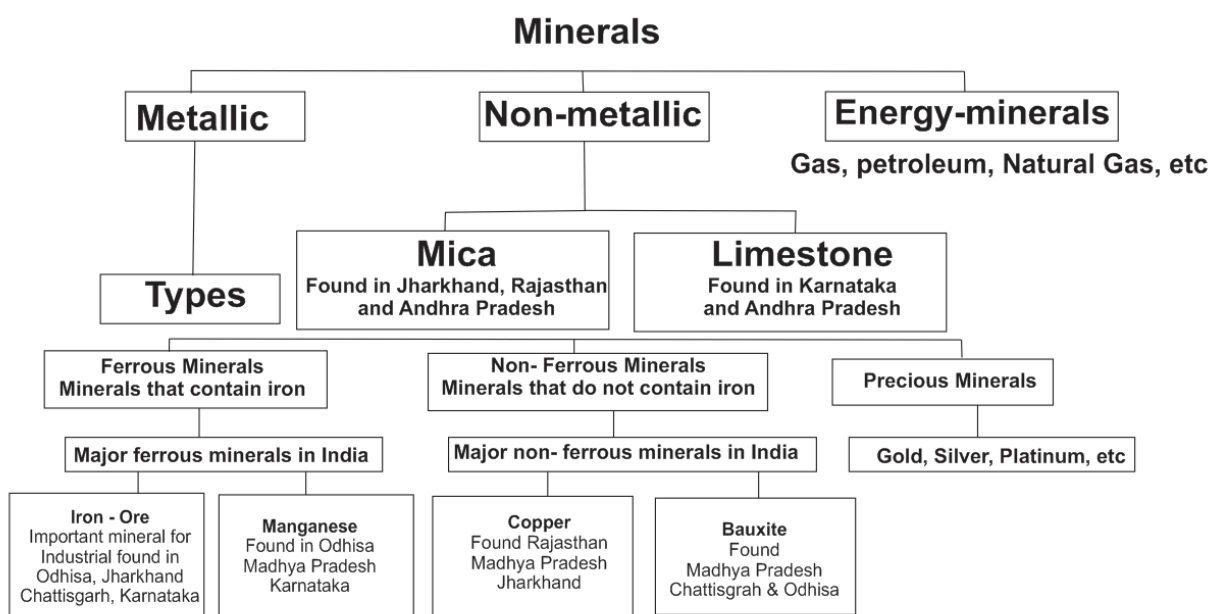 Minerals
Metallic
Non-metallic
Energy-minerals
Gas, petroleum, Natural Gas, etc
Mica
Found in Jharkhand, Rajasthan
and Andhra Pradesh
Limestone
Found in Karnataka
and Andhra Pradesh
Types
Ferrous Minerals
Minerals that contain iron
Non- Ferrous Minerals
Minerals that do not contain iron
Precious Minerals
Major ferrous minerals in India
Major non- ferrous minerals in India
Gold, Silver, Platinum, etc
Iron - Ore
Important mineral for
Industrial found in
Odhisa, Jharkhand
Chattisgarh, Karnataka
Manganese
Found in Odhisa
Madhya Pradesh
Karnataka
Copper
Found Rajasthan
Madhya Pradesh
Jharkhand
Bauxite
Found
Madhya Pradesh
Chattisgrah & Odhisa